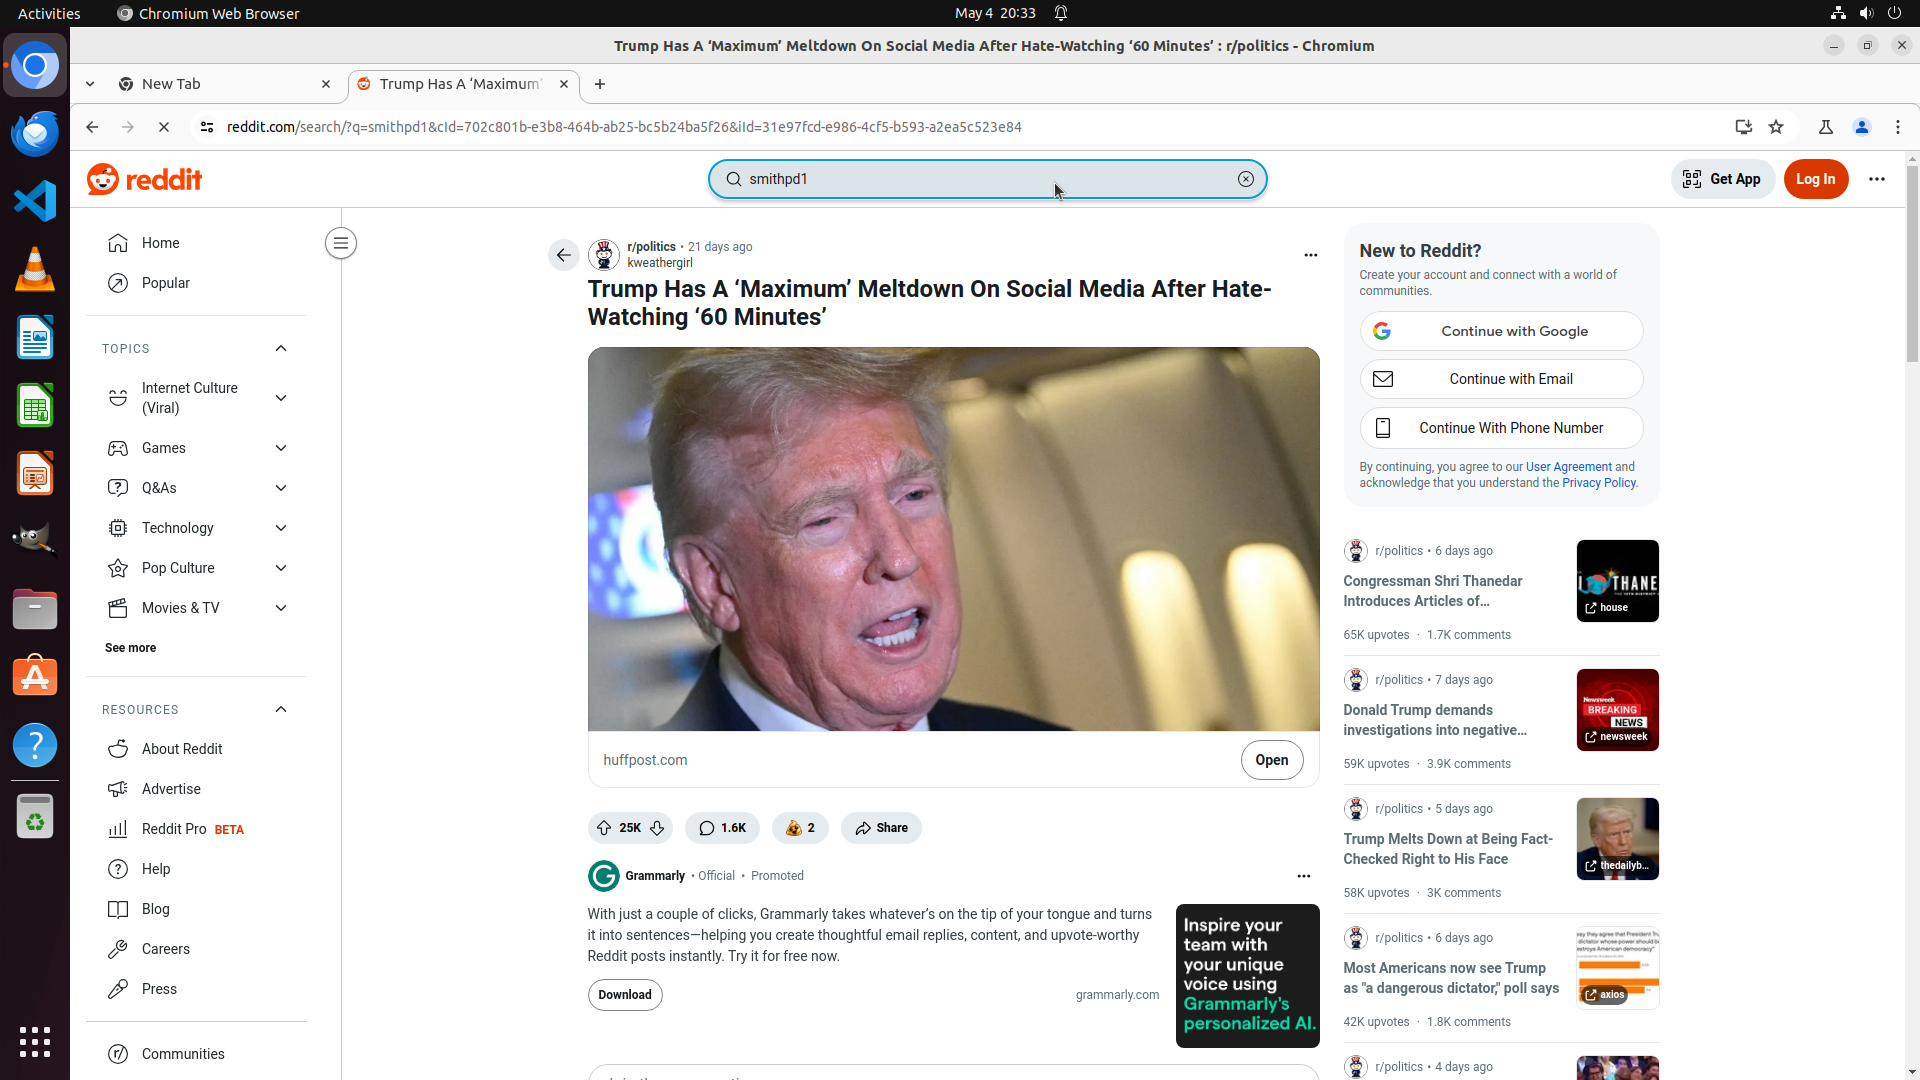 Activities
Chromium Web Browser
May 4 20:33
Trump Has A ‘Maximum’ Meltdown On Social Media After Hate-Watching ‘60 Minutes’ : r/politics - Chromium
New Tab
Trump Has A ‘Maximum’
reddit.com/search/?q=smithpd1&cId=702c801b-e3b8-464b-ab25-bc5b24ba5f26&iId=31e97fcd-e986-4cf5-b593-a2ea5c523e84
reddit
smithpd1
Get App
Log In
Home
Popular
TOPICS
Internet Culture
(Viral)
Games
Q&As
Technology
Pop Culture
Movies & TV
See more
RESOURCES
About Reddit
Advertise
Reddit Pro BETA
Help
Blog
Careers
Press
Communities
r/politics • 21 days ago
kweathergirl
Trump Has A ‘Maximum’ Meltdown On Social Media After Hate-
Watching ‘60 Minutes’
huffpost.com
Open
25K
1.6K
2
Share
Grammarly • Official • Promoted
With just a couple of clicks, Grammarly takes whatever’s on the tip of your tongue and turns
it into sentences—helping you create thoughtful email replies, content, and upvote-worthy
Reddit posts instantly. Try it for free now.
Download
grammarly.com
Inspire your
team with
your unique
voice using
Grammarly's
personalized AI.
New to Reddit?
Create your account and connect with a world of
communities.
Continue with Google
Continue with Email
Continue With Phone Number
By continuing, you agree to our User Agreement and
acknowledge that you understand the Privacy Policy.
r/politics • 6 days ago
Congressman Shri Thanedar
Introduces Articles of…
65K upvotes · 1.7K comments
THANE
house
r/politics • 7 days ago
Donald Trump demands
investigations into negative…
59K upvotes · 3.9K comments
Newsweek
BREAKING
NEWS
newsweek
r/politics • 5 days ago
Trump Melts Down at Being Fact-
Checked Right to His Face
58K upvotes · 3K comments
thedailyb…
r/politics • 6 days ago
Most Americans now see Trump
as "a dangerous dictator," poll says
42K upvotes · 1.8K comments
axios
r/politics • 4 days ago